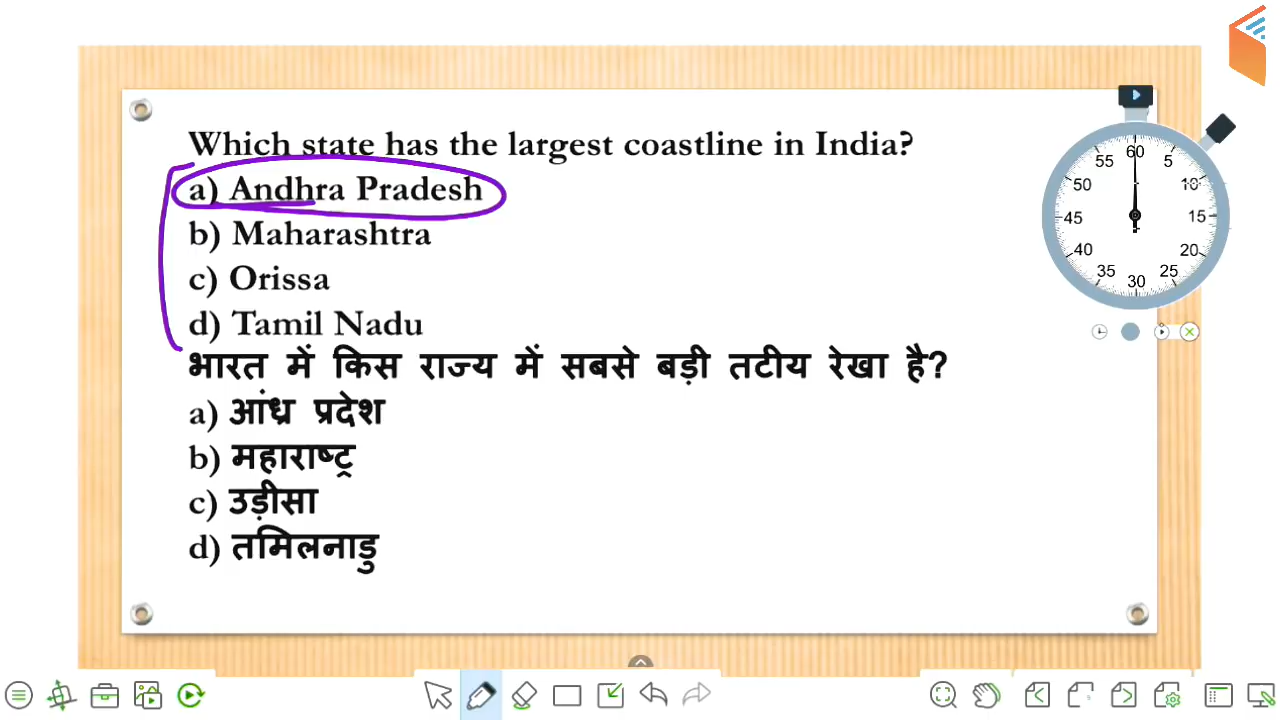 Which state has the largest coastline in India?
a) Andhra Pradesh
b) Maharashtra
c) Orissa
d) Tamil Nadu
भारत में किस राज्य में सबसे बड़ी तटीय रेखा है?
a) आंध्र प्रदेश
b) महाराष्ट्र
c) उड़ीसा
d) तमिलनाडु
60
5
10
15
20
25
30
35
40
45
50
55